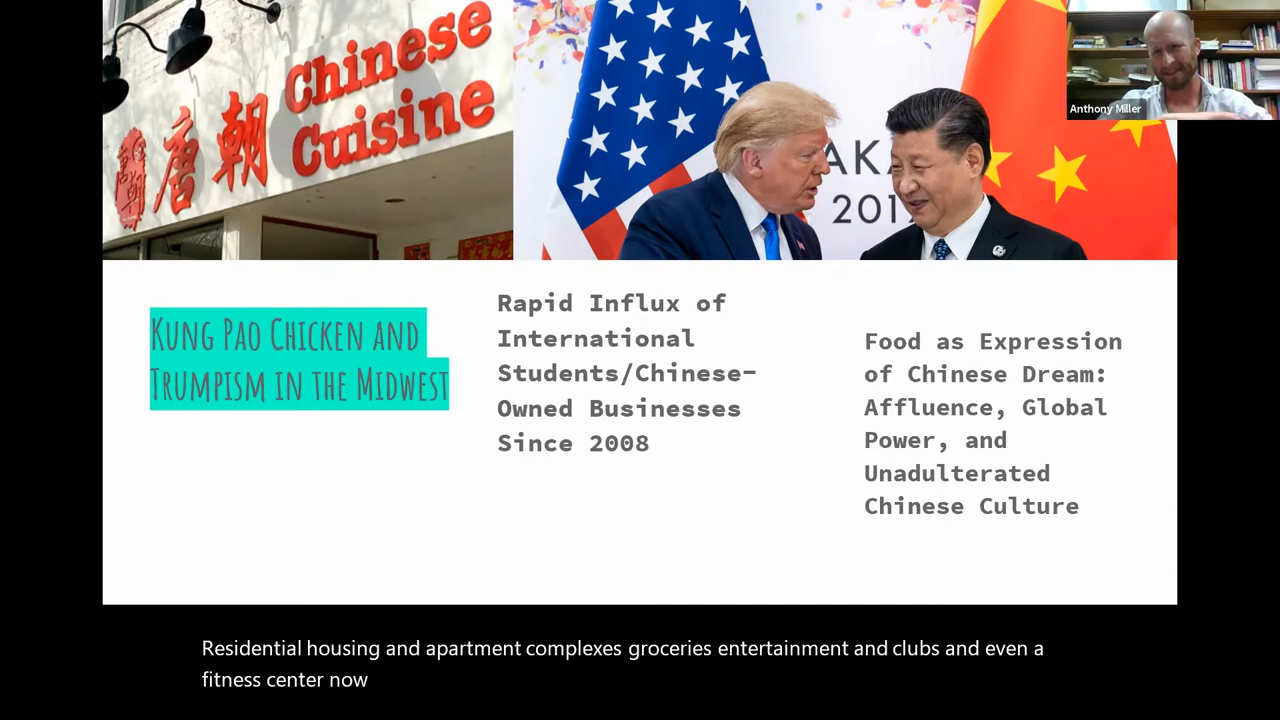 Chinese
Cuisine
唐朝
AKA
201
Anthony Miller
Kung Pao Chicken and
Trumpism in the Midwest
Rapid Influx of
International
Students/Chinese-
Owned Businesses
Since 2008
Food as Expression
of Chinese Dream:
Affluence, Global
Power, and
Unadulterated
Chinese Culture
Residential housing and apartment complexes groceries entertainment and clubs and even a
fitness center now